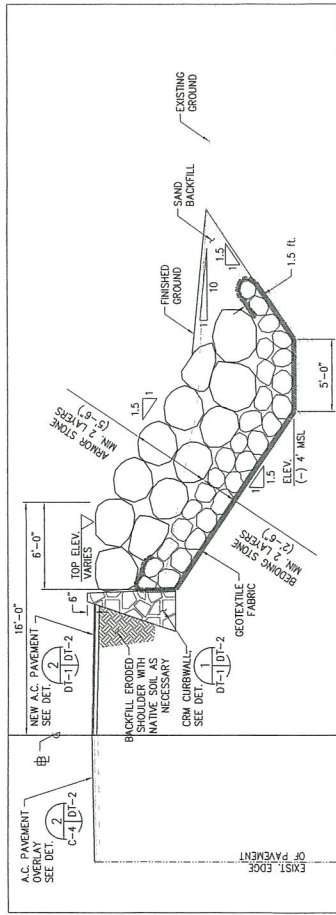 A.C. PAVEMENT
OVERLAY
SEE DET.
2
C-4
DT-2
16'-0"
NEW A.C. PAVEMENT
SEE DET.
2
DT-1
DT-2
6'-0"
TOP ELEV.
VARIES
6"
BACKFILL ERODED
SHOULDER WITH
NATIVE SOIL AS
NECESSARY
CRM CURBWALL
SEE DET.
1
DT-1
DT-2
EXIST. EDGE
OF PAVEMENT
GEOTEXTILE
FABRIC
BEDDING STONE
MIN. 2 LAYERS
(2'-6")
ARMOR STONE
MIN. 2 LAYERS
(5'-6")
1.5
1
1.5
1
ELEV.
(-) 4' MSL
5'-0"
1.5 ft.
FINISHED
GROUND
1
10
1.5
1
SAND
BACKFILL
EXISTING
GROUND